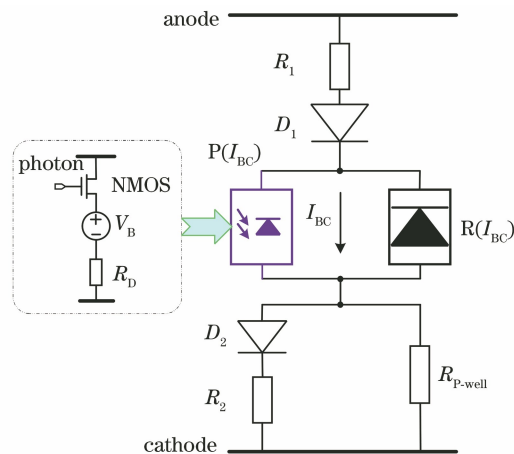 anode
R1
D1
P(IBC)
photon
NMOS
VB
RD
IBC
R(IBC)
D2
R2
RP-well
cathode